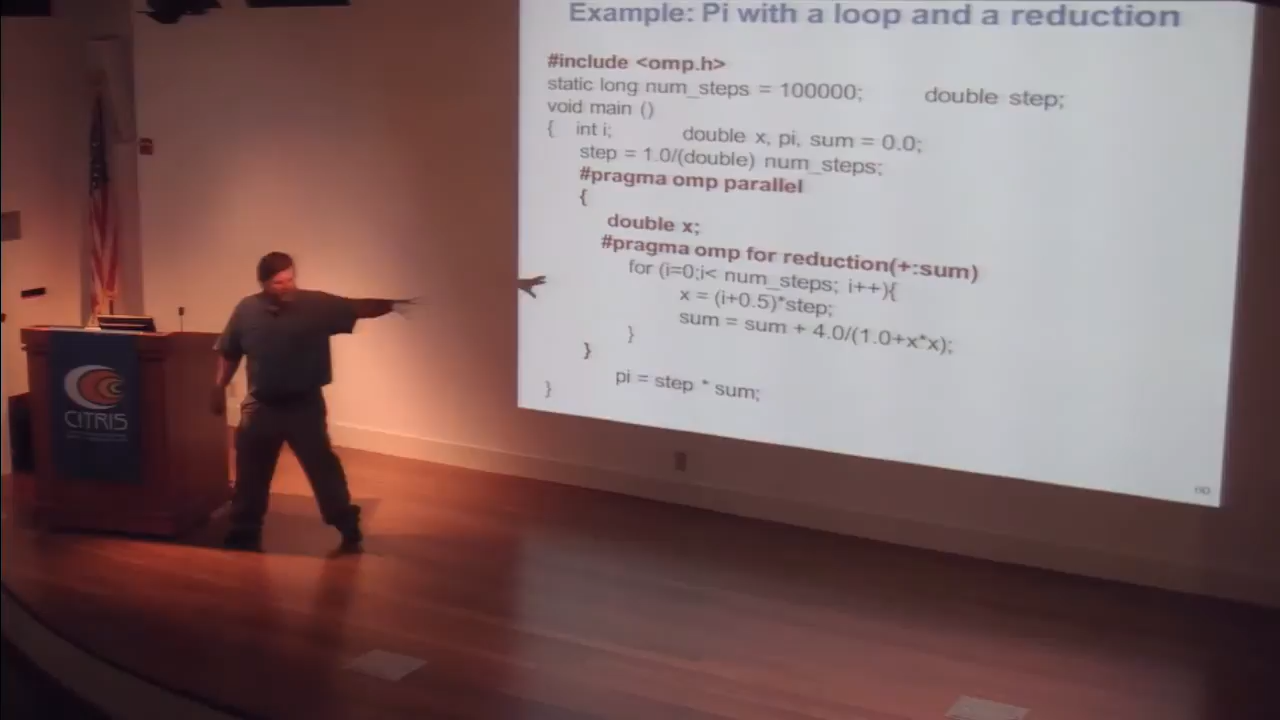 Example: Pi with a loop and a reduction
#include <omp.h>
static long num_steps = 100000; double step;
void main ()
{ int i; double x, pi, sum = 0.0;
step = 1.0/(double) num_steps;
#pragma omp parallel
{
double x;
#pragma omp for reduction(+:sum)
for (i=0;i< num_steps; i++){
x = (i+0.5)*step;
sum = sum + 4.0/(1.0+x*x);
}
}
pi = step * sum;
}
60
CITRIS